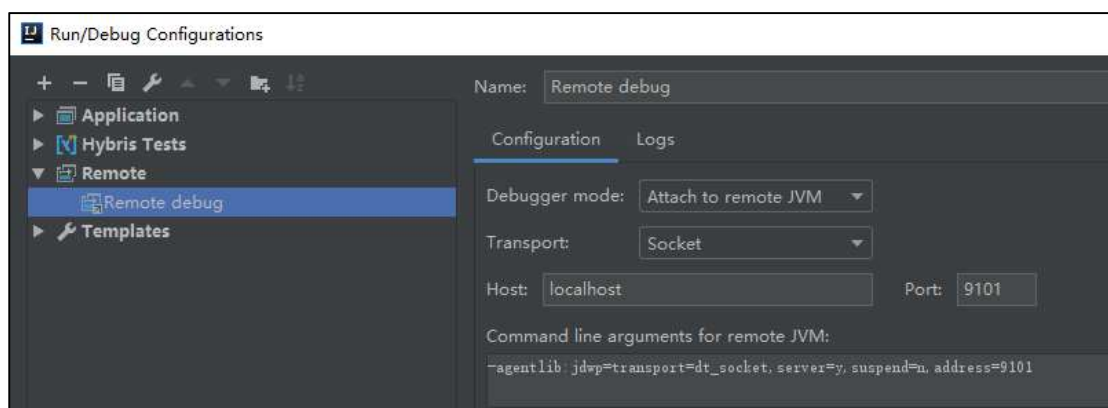 Run/Debug Configurations
Name: Remote debug
Application
Hybris Tests
Remote
Remote debug
Templates
Configuration Logs
Debugger mode: Attach to remote JVM
Transport: Socket
Host: localhost Port: 9101
Command line arguments for remote JVM:
-agentlib:jdwp=transport=dt_socket,server=y,suspend=n,address=9101